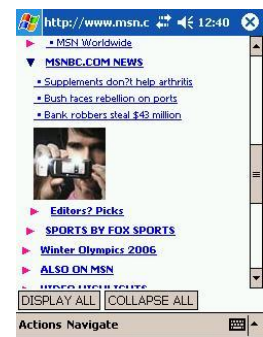 http://www.msn.c 12:40
MSN Worldwide
MSNBC.COM NEWS
Supplements don?t help arthritis
Bush faces rebellion on ports
Bank robbers steal $43 million
Editors? Picks
SPORTS BY FOX SPORTS
Winter Olympics 2006
ALSO ON MSN
VIDEO HIGHLIGHTS
DISPLAY ALL COLLAPSE ALL
Actions Navigate